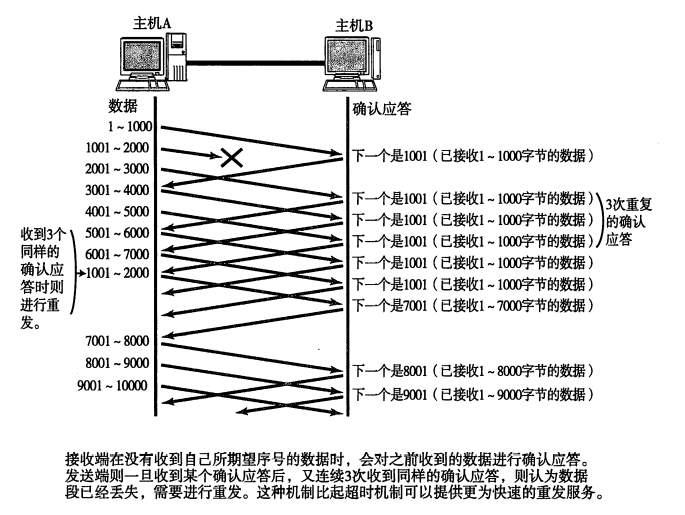 主机A
主机B
数据
确认应答
1~1000
1001~2000
下一个是1001（已接收1~1000字节的数据）
2001~3000
3001~4000
下一个是1001（已接收1~1000字节的数据）
4001~5000
下一个是1001（已接收1~1000字节的数据）
5001~6000
下一个是1001（已接收1~1000字节的数据）
3次重复
的确认
应答
6001~7000
下一个是1001（已接收1~1000字节的数据）
1001~2000
下一个是1001（已接收1~1000字节的数据）
收到3个
同样的
确认应
答时则
进行重
发。
下一个是7001（已接收1~7000字节的数据）
7001~8000
8001~9000
下一个是8001（已接收1~8000字节的数据）
9001~10000
下一个是9001（已接收1~9000字节的数据）
接收端在没有收到自己所期望序号的数据时，会对之前收到的数据进行确认应答。
发送端则一旦收到某个确认应答后，又连续3次收到同样的确认应答，则认为数据
段已经丢失，需要进行重发。这种机制比起超时机制可以提供更为快速的重发服务。